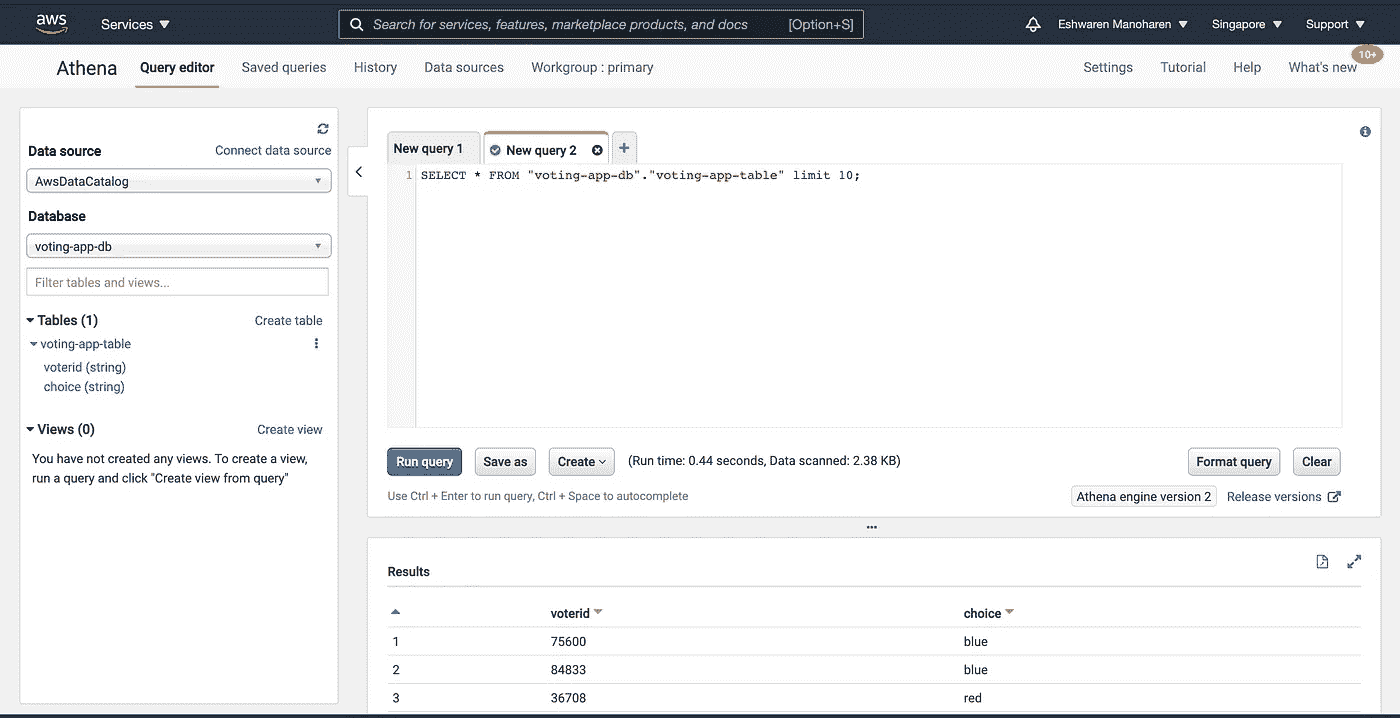 aws Services Search for services, features, marketplace products, and docs [Option+S] Eshwaren Manoharen Singapore Support
Athena Query editor Saved queries History Data sources Workgroup : primary Settings Tutorial Help What's new 10+
Data source Connect data source
AwsDataCatalog
Database
voting-app-db
Filter tables and views...
Tables (1) Create table
voting-app-table
voterid (string)
choice (string)
Views (0) Create view
You have not created any views. To create a view,
run a query and click "Create view from query"
New query 1 New query 2 +
1 SELECT * FROM "voting-app-db"."voting-app-table" limit 10;
Run query Save as Create (Run time: 0.44 seconds, Data scanned: 2.38 KB) Format query Clear
Use Ctrl + Enter to run query, Ctrl + Space to autocomplete Athena engine version 2 Release versions
Results
voterid choice
1 75600 blue
2 84833 blue
3 36708 red